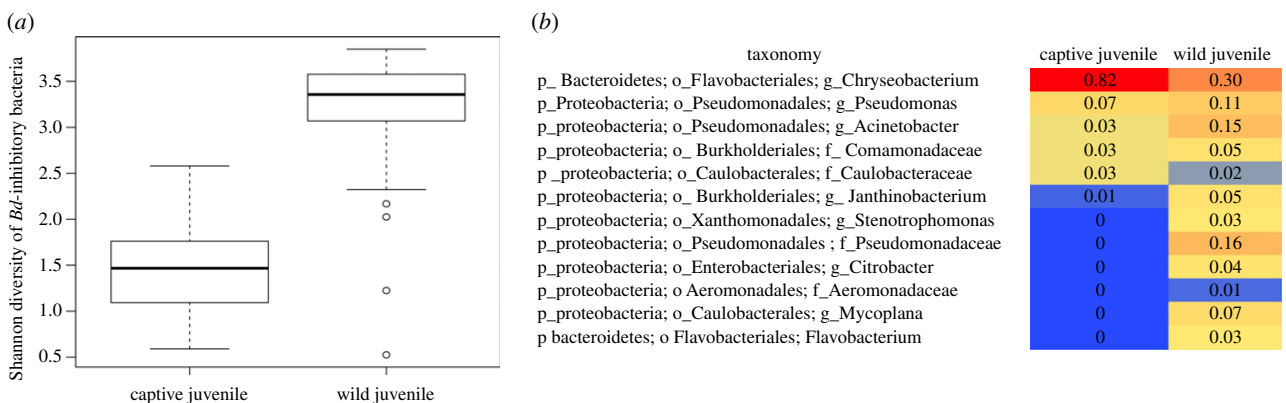 (a)
Shannon diversity of Bd-inhibitory bacteria
3.5
3.0
2.5
2.0
1.5
1.0
0.5
captive juvenile wild juvenile
(b)
taxonomy captive juvenile wild juvenile
p_ Bacteroidetes; o_Flavobacteriales; g_Chryseobacterium 0.82 0.30
p_Proteobacteria; o_Pseudomonadales; g_Pseudomonas 0.07 0.11
p_proteobacteria; o_Pseudomonadales; g_Acinetobacter 0.03 0.15
p_proteobacteria; o_ Burkholderiales; f_ Comamonadaceae 0.03 0.05
p _proteobacteria; o_Caulobacterales; f_Caulobacteraceae 0.03 0.02
p_proteobacteria; o_ Burkholderiales; g_ Janthinobacterium 0.01 0.05
p_proteobacteria; o_Xanthomonadales; g_Stenotrophomonas 0 0.03
p_proteobacteria; o_Pseudomonadales ; f_Pseudomonadaceae 0 0.16
p_proteobacteria; o_Enterobacteriales; g_Citrobacter 0 0.04
p_proteobacteria; o Aeromonadales; f_Aeromonadaceae 0 0.01
p_proteobacteria; o_Caulobacterales; g_Mycoplana 0 0.07
p bacteroidetes; o Flavobacteriales; Flavobacterium 0 0.03